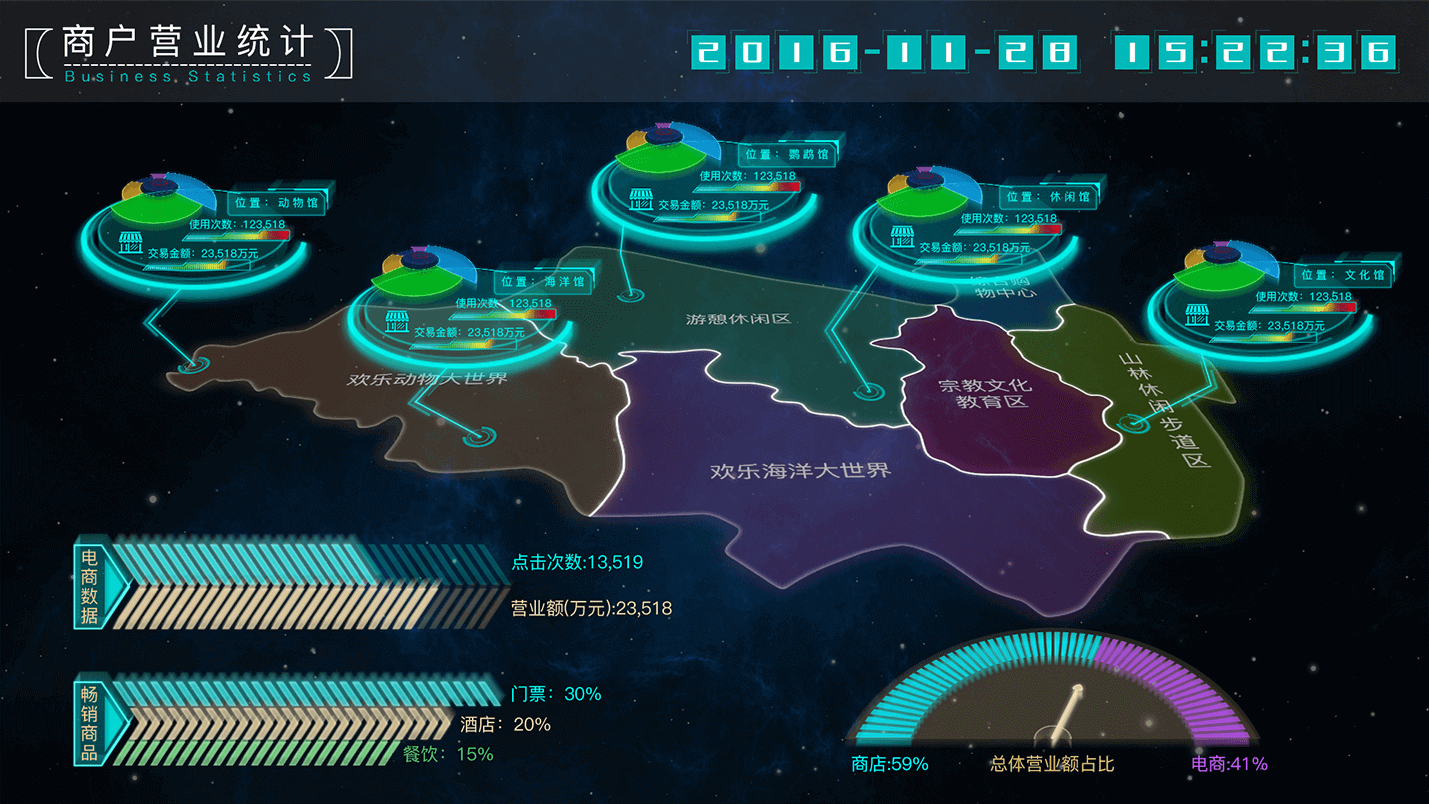 商户营业统计
Business Statistics
2016-11-28 15:22:36
位置：鹦鹉馆
使用次数：123,518
交易金额：23,518万元
位置：动物馆
使用次数：123,518
交易金额：23,518万元
位置：休闲馆
使用次数：123,518
交易金额：23,518万元
位置：海洋馆
使用次数：123,518
交易金额：23,518万元
位置：文化馆
使用次数：123,518
交易金额：23,518万元
物中心
游憩休闲区
欢乐动物大世界
宗教文化
教育区
山林休闲步道区
欢乐海洋大世界
电商数据
点击次数:13,519
营业额(万元):23,518
畅销商品
门票：30%
酒店：20%
餐饮：15%
商店:59%
总体营业额占比
电商:41%